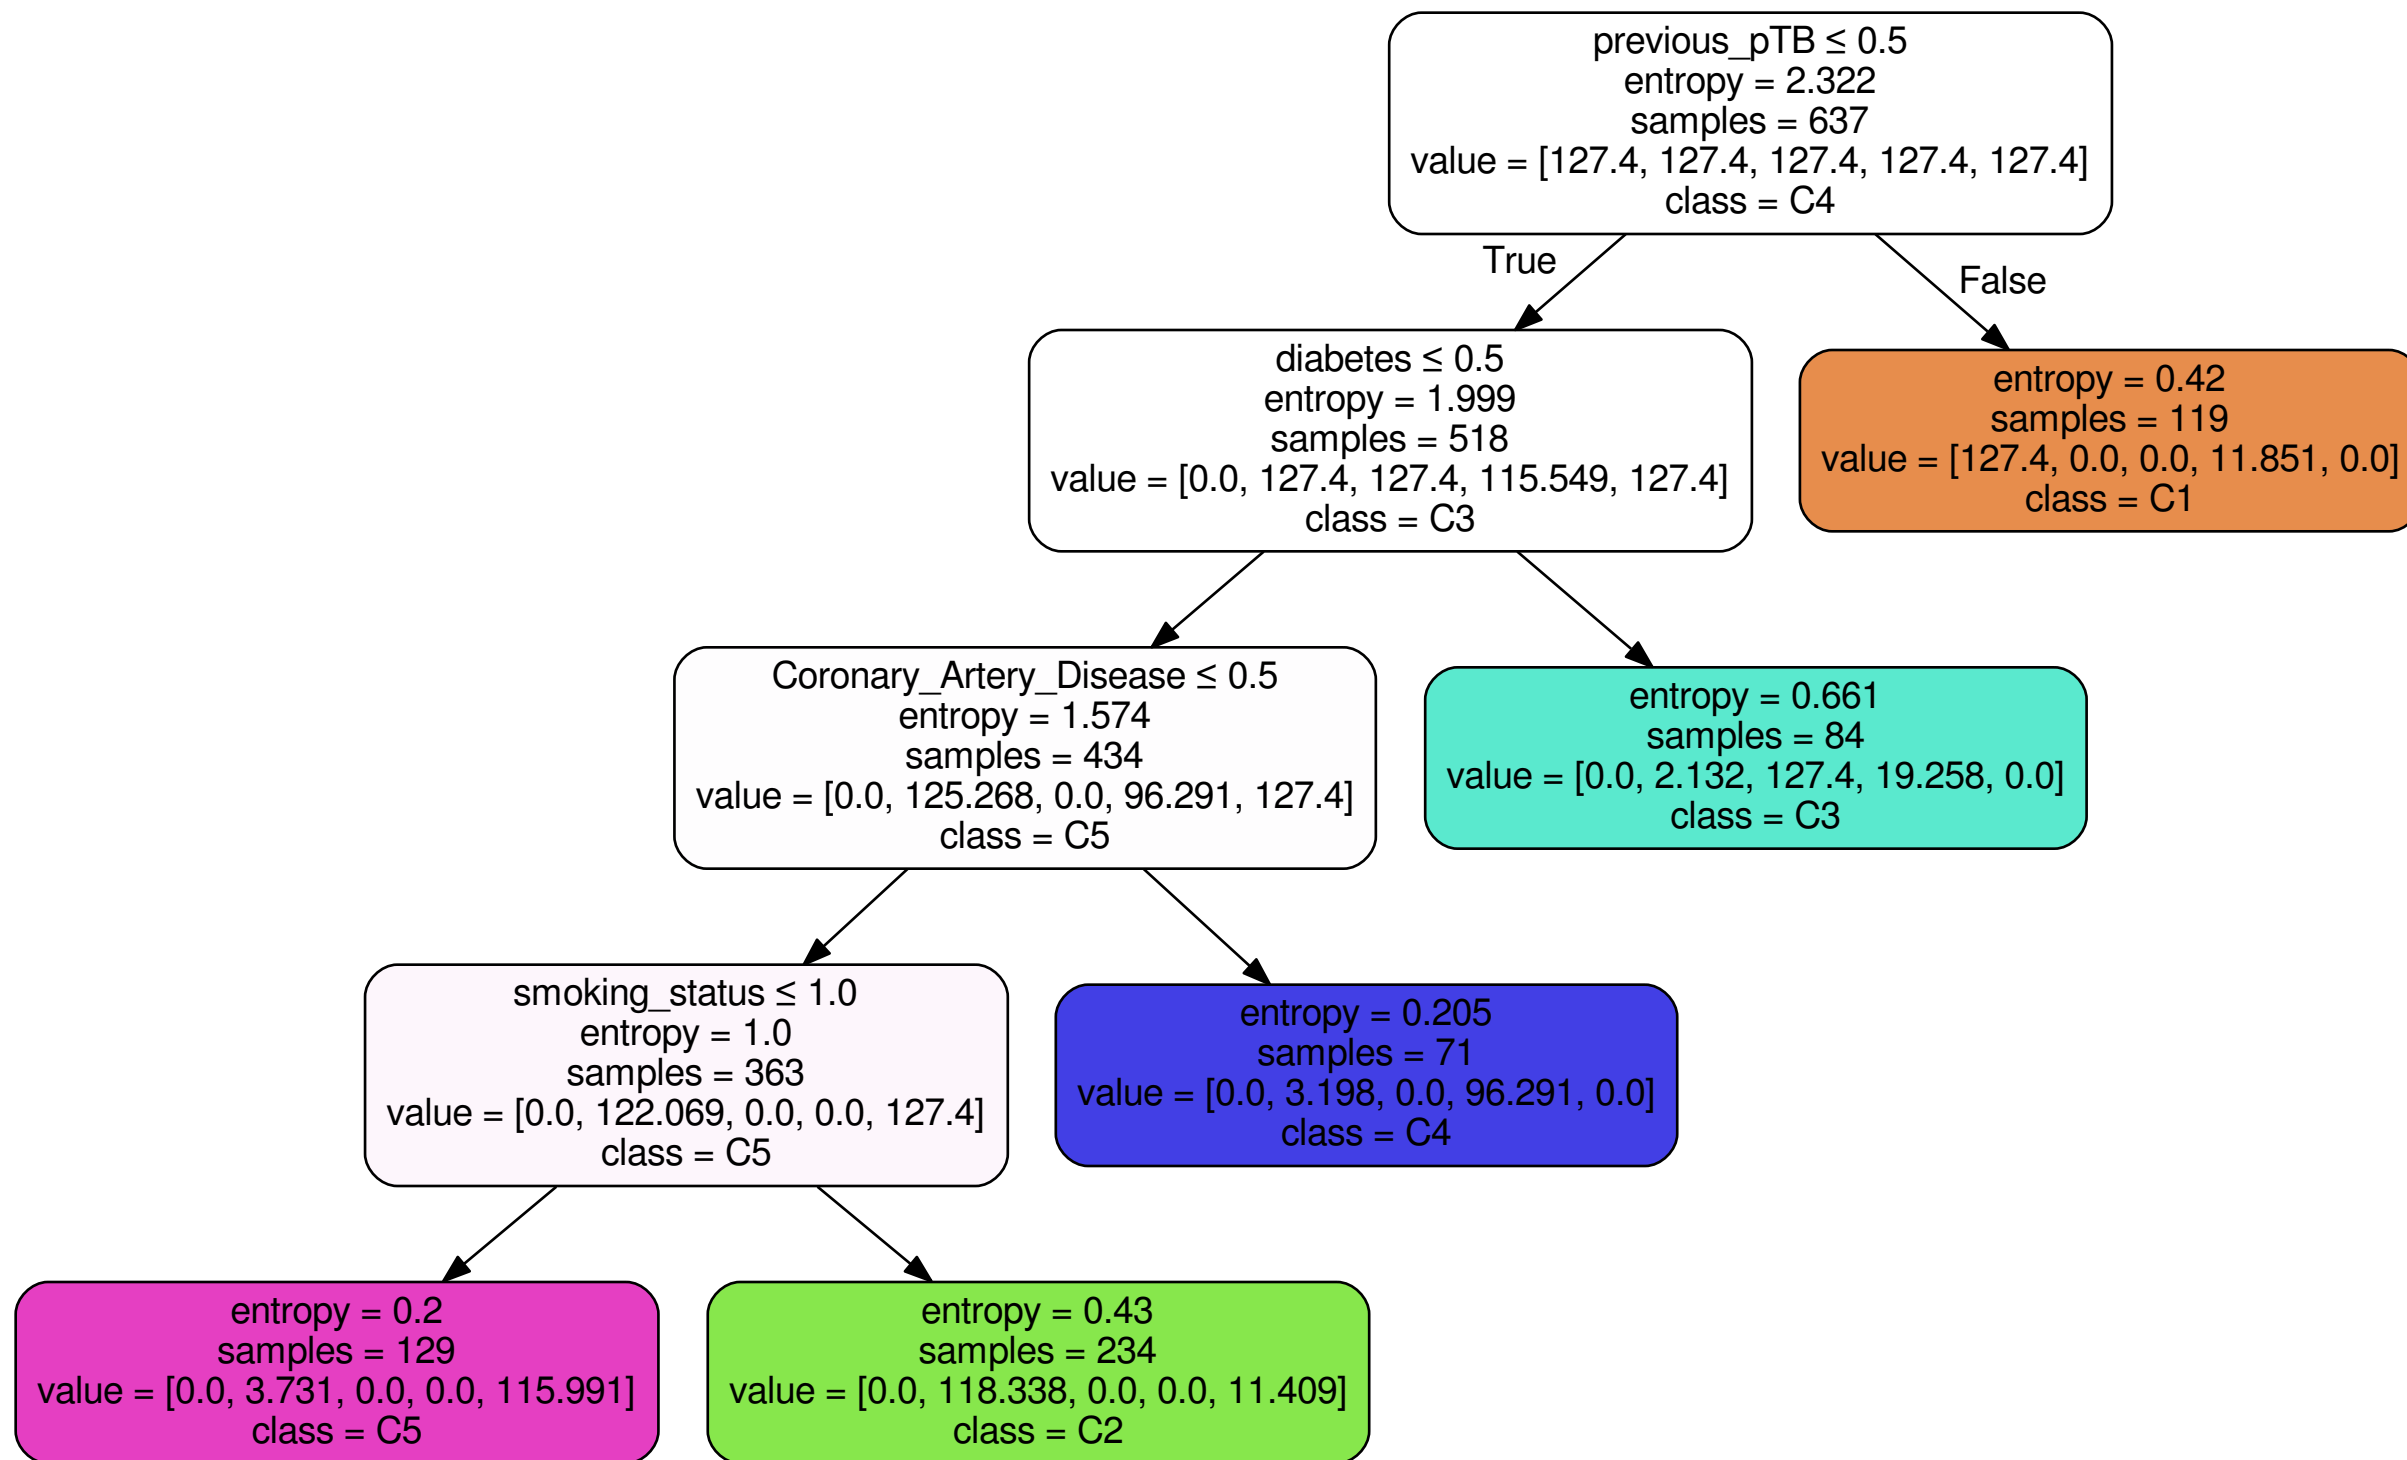 previous_pTB ≤ 0.5
entropy = 2.322
samples = 637
value = [127.4, 127.4, 127.4, 127.4, 127.4]
class = C4
True
False
diabetes ≤ 0.5
entropy = 1.999
samples = 518
value = [0.0, 127.4, 127.4, 115.549, 127.4]
class = C3
entropy = 0.42
samples = 119
value = [127.4, 0.0, 0.0, 11.851, 0.0]
class = C1
Coronary_Artery_Disease ≤ 0.5
entropy = 1.574
samples = 434
value = [0.0, 125.268, 0.0, 96.291, 127.4]
class = C5
entropy = 0.661
samples = 84
value = [0.0, 2.132, 127.4, 19.258, 0.0]
class = C3
smoking_status ≤ 1.0
entropy = 1.0
samples = 363
value = [0.0, 122.069, 0.0, 0.0, 127.4]
class = C5
entropy = 0.205
samples = 71
value = [0.0, 3.198, 0.0, 96.291, 0.0]
class = C4
entropy = 0.2
samples = 129
value = [0.0, 3.731, 0.0, 0.0, 115.991]
class = C5
entropy = 0.43
samples = 234
value = [0.0, 118.338, 0.0, 0.0, 11.409]
class = C2